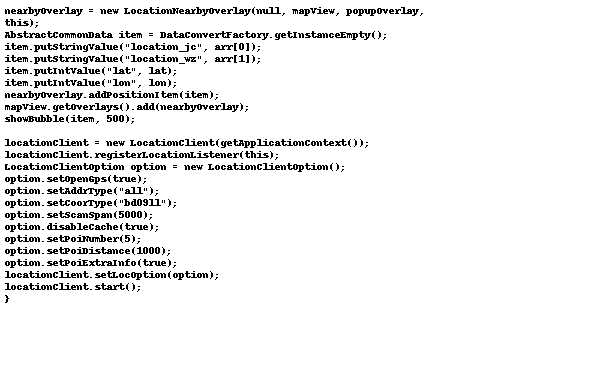 nearbyOverlay = new LocationNearbyOverlay(null, mapView, popupOverlay,
this);
AbstractCommonData item = DataConvertFactory.getInstanceEmpty();
item.putStringValue("location_jc", arr[0]);
item.putStringValue("location_wz", arr[1]);
item.putIntValue("lat", lat);
item.putIntValue("lon", lon);
nearbyOverlay.addPositionItem(item);
mapView.getOverlays().add(nearbyOverlay);
showBubble(item, 500);

locationClient = new LocationClient(getApplicationContext());
locationClient.registerLocationListener(this);
LocationClientOption option = new LocationClientOption();
option.setOpenGps(true);
option.setAddrType("all");
option.setCoorType("bd09ll");
option.setScanSpan(5000);
option.disableCache(true);
option.setPoiNumber(5);
option.setPoiDistance(1000);
option.setPoiExtraInfo(true);
locationClient.setLocOption(option);
locationClient.start();
}